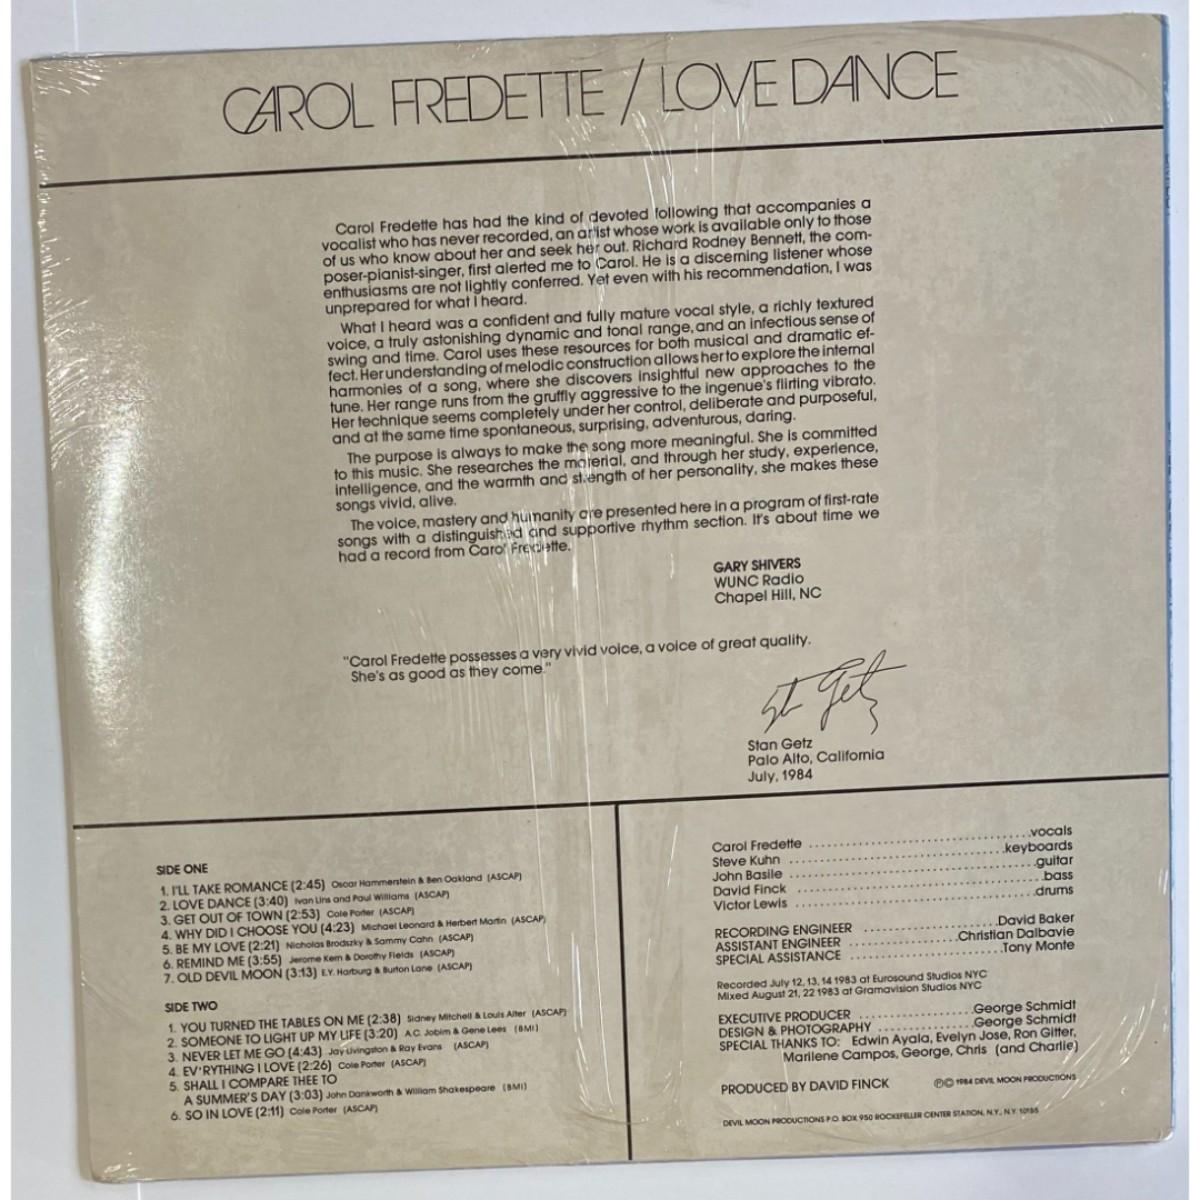 CAROL FREDETTE / LOVE DANCE
Carol Fredette has had the kind of devoted following that accompanies a
vocalist who has never recorded, an artist whose work is available only to those
of us who know about her and seek her out. Richard Rodney Bennett, the com-
poser-pianist-singer, first alerted me to Carol. He is a discerning listener whose
enthusiasms are not lightly conferred. Yet even with his recommendation, I was
unprepared for what I heard.
What I heard was a confident and fully mature vocal style, a richly textured
voice, a truly astonishing dynamic and tonal range, and an infectious sense of
swing and time. Carol uses these resources for both musical and dramatic ef-
fect. Her understanding of melodic construction allows her to explore the internal
harmonies of a song, where she discovers insightful new approaches to the
tune. Her range runs from the gruffly aggressive to the ingenue's flirting vibrato.
Her technique seems completely under her control, deliberate and purposeful,
and at the same time spontaneous, surprising, adventurous, daring.
The purpose is always to make the song more meaningful. She is committed
to this music. She researches the material, and through her study, experience,
intelligence, and the warmth and strength of her personality, she makes these
songs vivid, alive.
The voice, mastery and humanity are presented here in a program of first-rate
songs with a distinguished and supportive rhythm section. It's about time we
had a record from Carol Fredette.
GARY SHIVERS
WUNC Radio
Chapel Hill, NC
"Carol Fredette possesses a very vivid voice, a voice of great quality.
She's as good as they come."
Stan Getz
Stan Getz
Palo Alto, California
July, 1984
SIDE ONE
1. I'LL TAKE ROMANCE (2:45) Oscar Hammerstein & Ben Oakland (ASCAP)
2. LOVE DANCE (3:40) Ivan Lins and Paul Williams (ASCAP)
3. GET OUT OF TOWN (2:53) Cole Porter (ASCAP)
4. WHY DID I CHOOSE YOU (4:23) Michael Leonard & Herbert Martin (ASCAP)
5. BE MY LOVE (2:21) Nicholas Brodszky & Sammy Cahn (ASCAP)
6. REMIND ME (3:55) Jerome Kern & Dorothy Fields (ASCAP)
7. OLD DEVIL MOON (3:13) E.Y. Harburg & Burton Lane (ASCAP)
SIDE TWO
1. YOU TURNED THE TABLES ON ME (2:38) Sidney Mitchell & Louis Alter (ASCAP)
2. SOMEONE TO LIGHT UP MY LIFE (3:20) A.C. Jobim & Gene Lees (BMI)
3. NEVER LET ME GO (4:43) Jay Livingston & Ray Evans (ASCAP)
4. EV'RYTHING I LOVE (2:26) Cole Porter (ASCAP)
5. SHALL I COMPARE THEE TO
A SUMMER'S DAY (3:03) John Dankworth & William Shakespeare (BMI)
6. SO IN LOVE (2:11) Cole Porter (ASCAP)
Carol Fredette ........ vocals
Steve Kuhn ........ keyboards
John Basile ........ guitar
David Finck ........ bass
Victor Lewis ........ drums
RECORDING ENGINEER ........ David Baker
ASSISTANT ENGINEER ........ Christian Dalbavie
SPECIAL ASSISTANCE ........ Tony Monte
Recorded July 12, 13, 14 1983 at Eurosound Studios NYC
Mixed August 21, 22 1983 at Gramavision Studios NYC
EXECUTIVE PRODUCER ........ George Schmidt
DESIGN & PHOTOGRAPHY ........ George Schmidt
SPECIAL THANKS TO: Edwin Ayala, Evelyn Jose, Ron Gitter,
Marilene Campos, George, Chris (and Charlie)
PRODUCED BY DAVID FINCK ℗© 1984 DEVIL MOON PRODUCTIONS
DEVIL MOON PRODUCTIONS P.O. BOX 950 ROCKEFELLER CENTER STATION, N.Y., N.Y. 10185